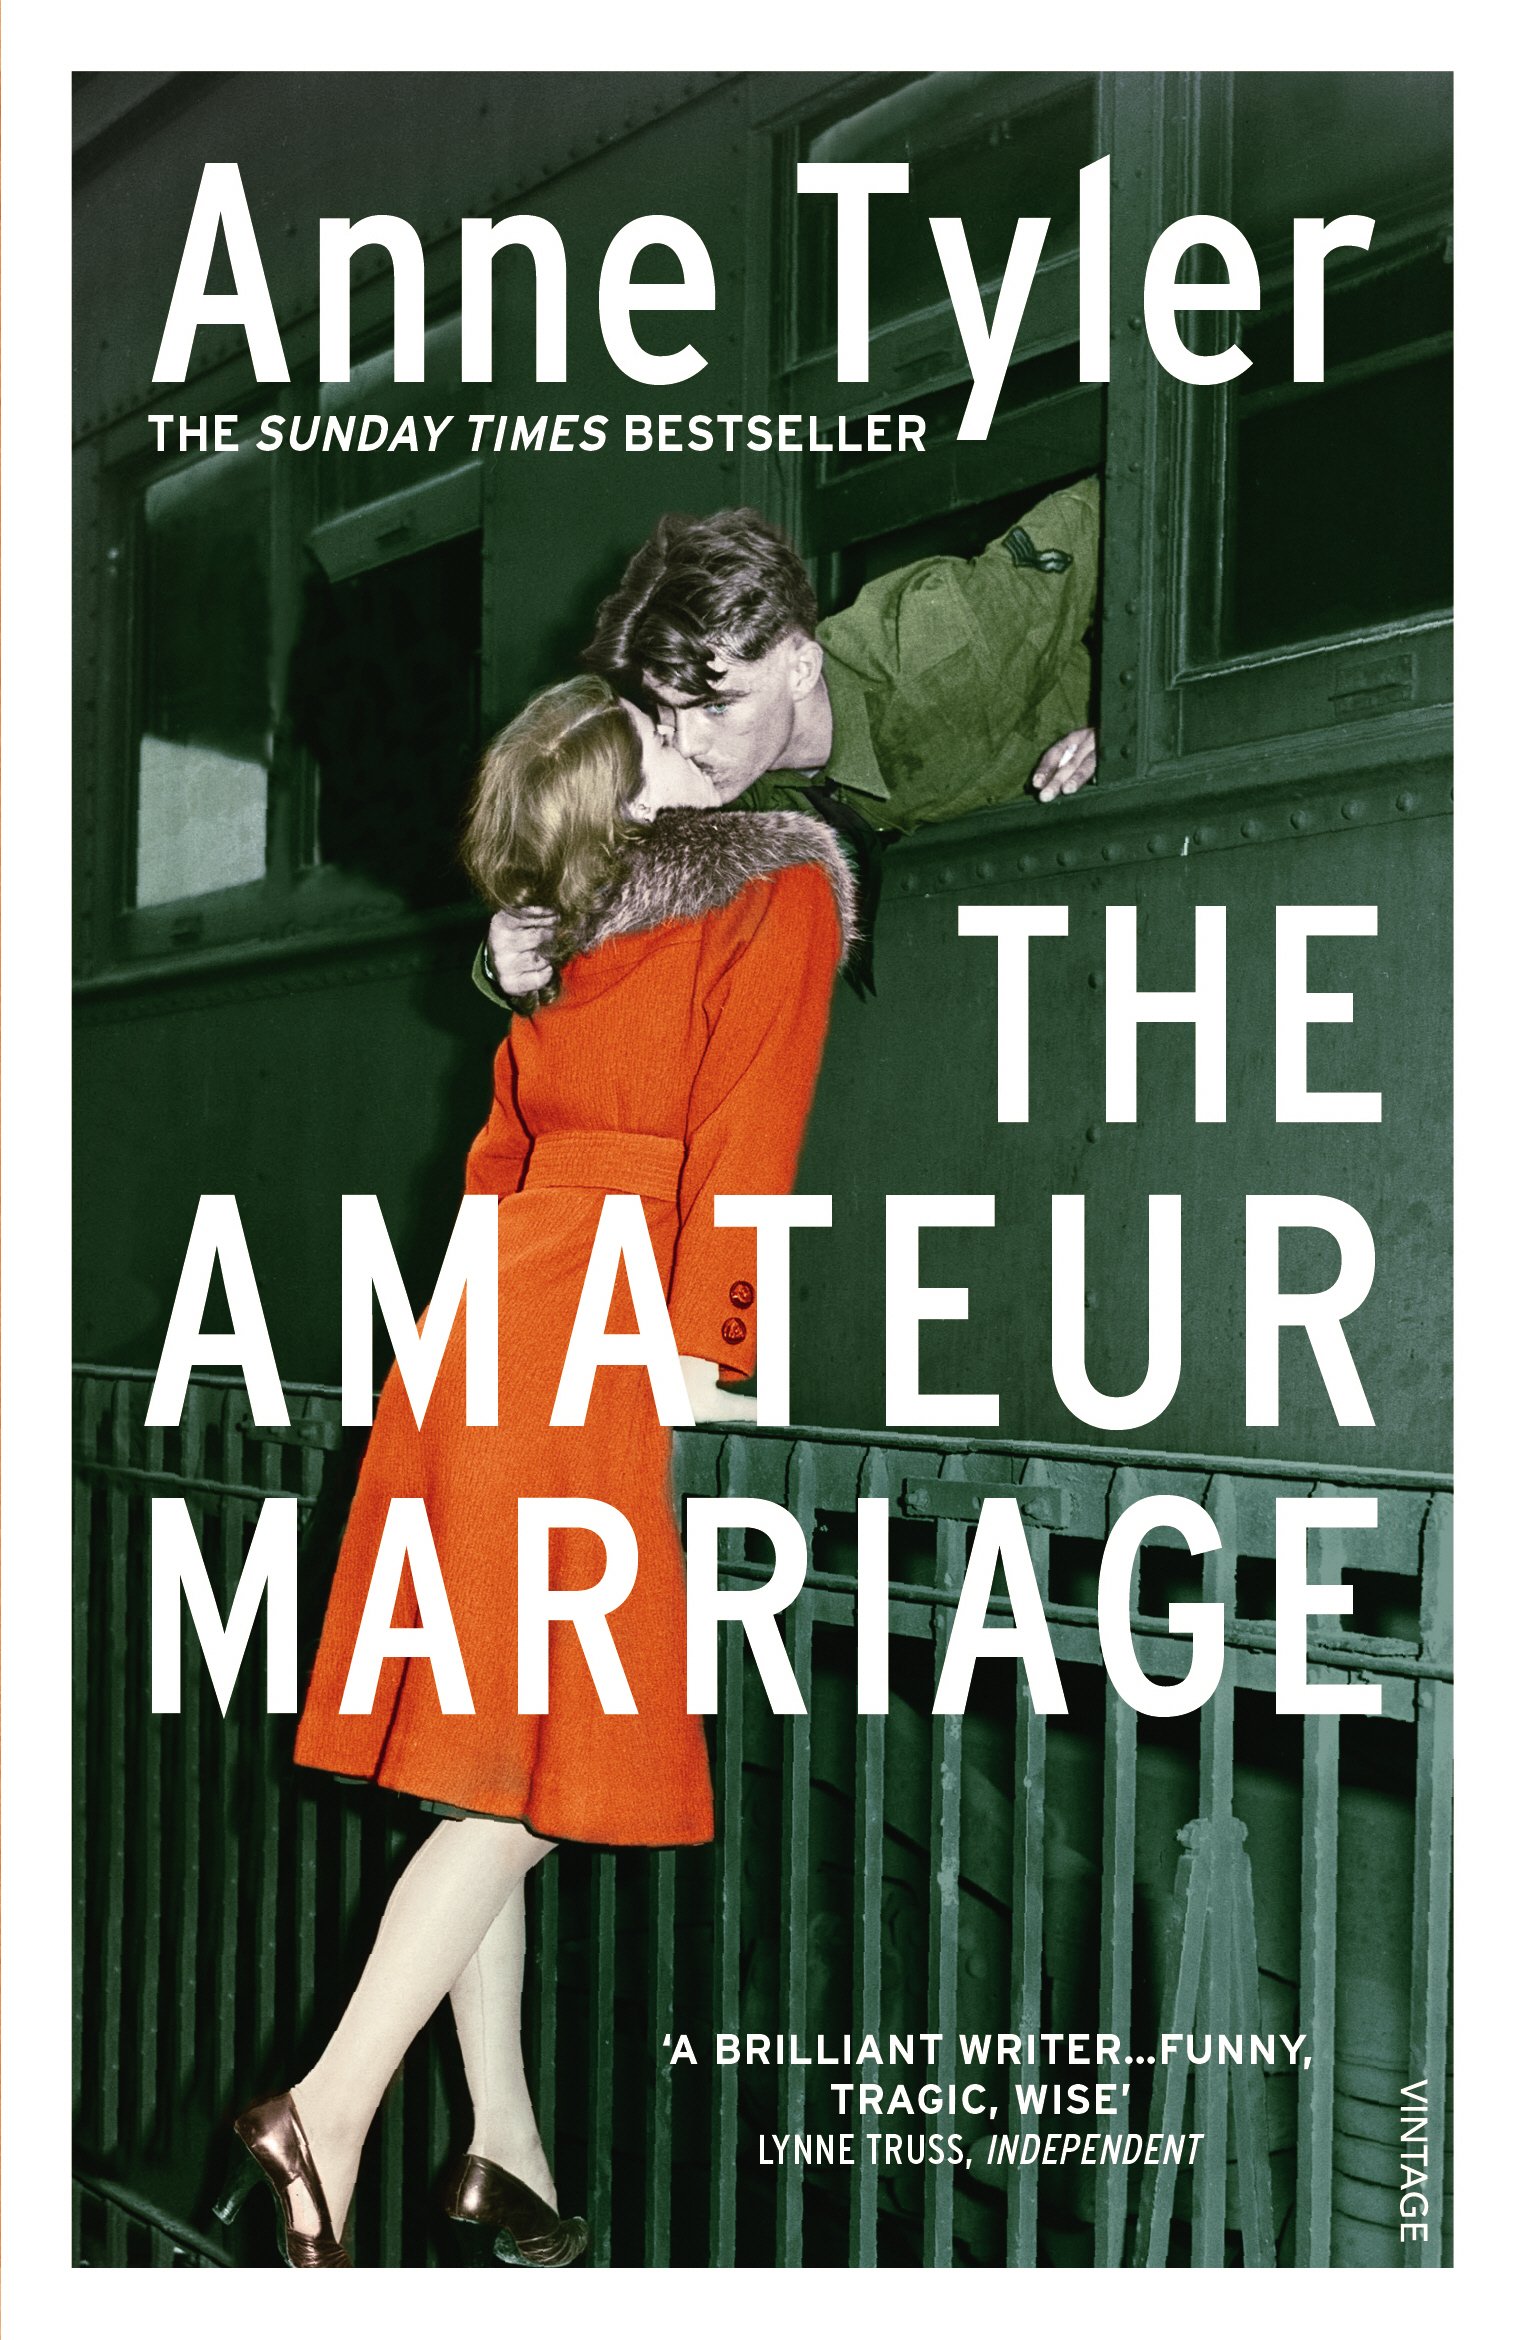 Anne Tyler
THE SUNDAY TIMES BESTSELLER
THE
AMATEUR
MARRIAGE
‘A BRILLIANT WRITER...FUNNY,
TRAGIC, WISE’
LYNNE TRUSS, INDEPENDENT
VINTAGE